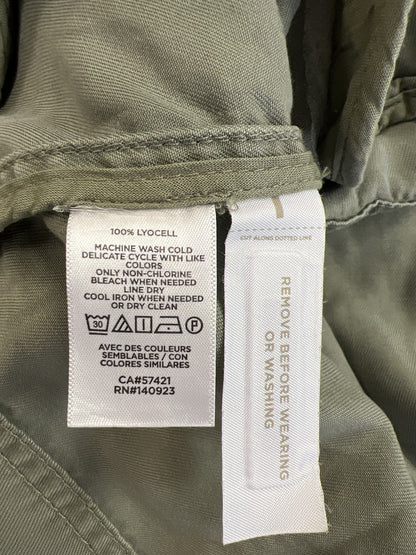 100% LYOCELL
MACHINE WASH COLD
DELICATE CYCLE WITH LIKE
COLORS
ONLY NON-CHLORINE
BLEACH WHEN NEEDED
LINE DRY
COOL IRON WHEN NEEDED
OR DRY CLEAN
30 P
AVEC DES COULEURS
SEMBLABLES / CON
COLORES SIMILARES
CA#57421
RN#140923
CUT ALONG DOTTED LINE
REMOVE BEFORE WEARING
OR WASHING